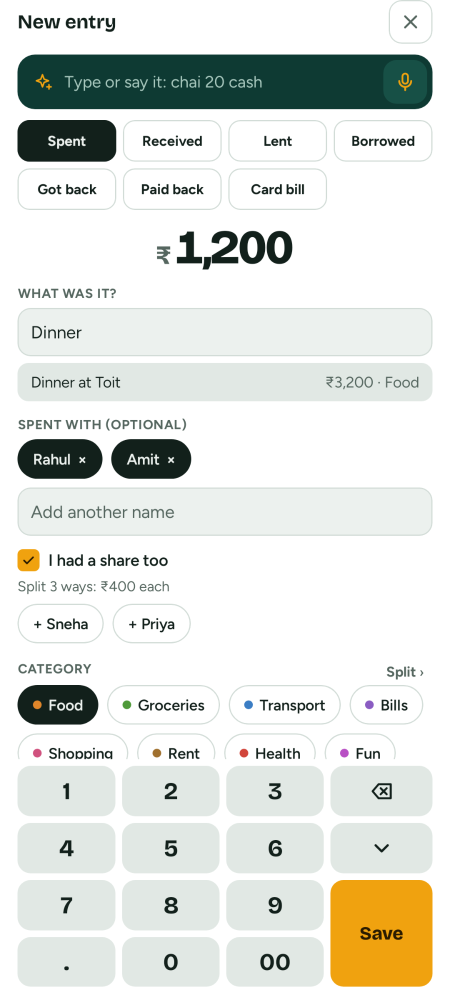 New entry
Type or say it: chai 20 cash
Spent Received Lent Borrowed
Got back Paid back Card bill
₹1,200
WHAT WAS IT?
Dinner
Dinner at Toit ₹3,200 · Food
SPENT WITH (OPTIONAL)
Rahul × Amit ×
Add another name
I had a share too
Split 3 ways: ₹400 each
+ Sneha + Priya
CATEGORY Split ›
Food Groceries Transport Bills
Shopping Rent Health Fun
1 2 3
4 5 6
7 8 9
Save
. 0 00